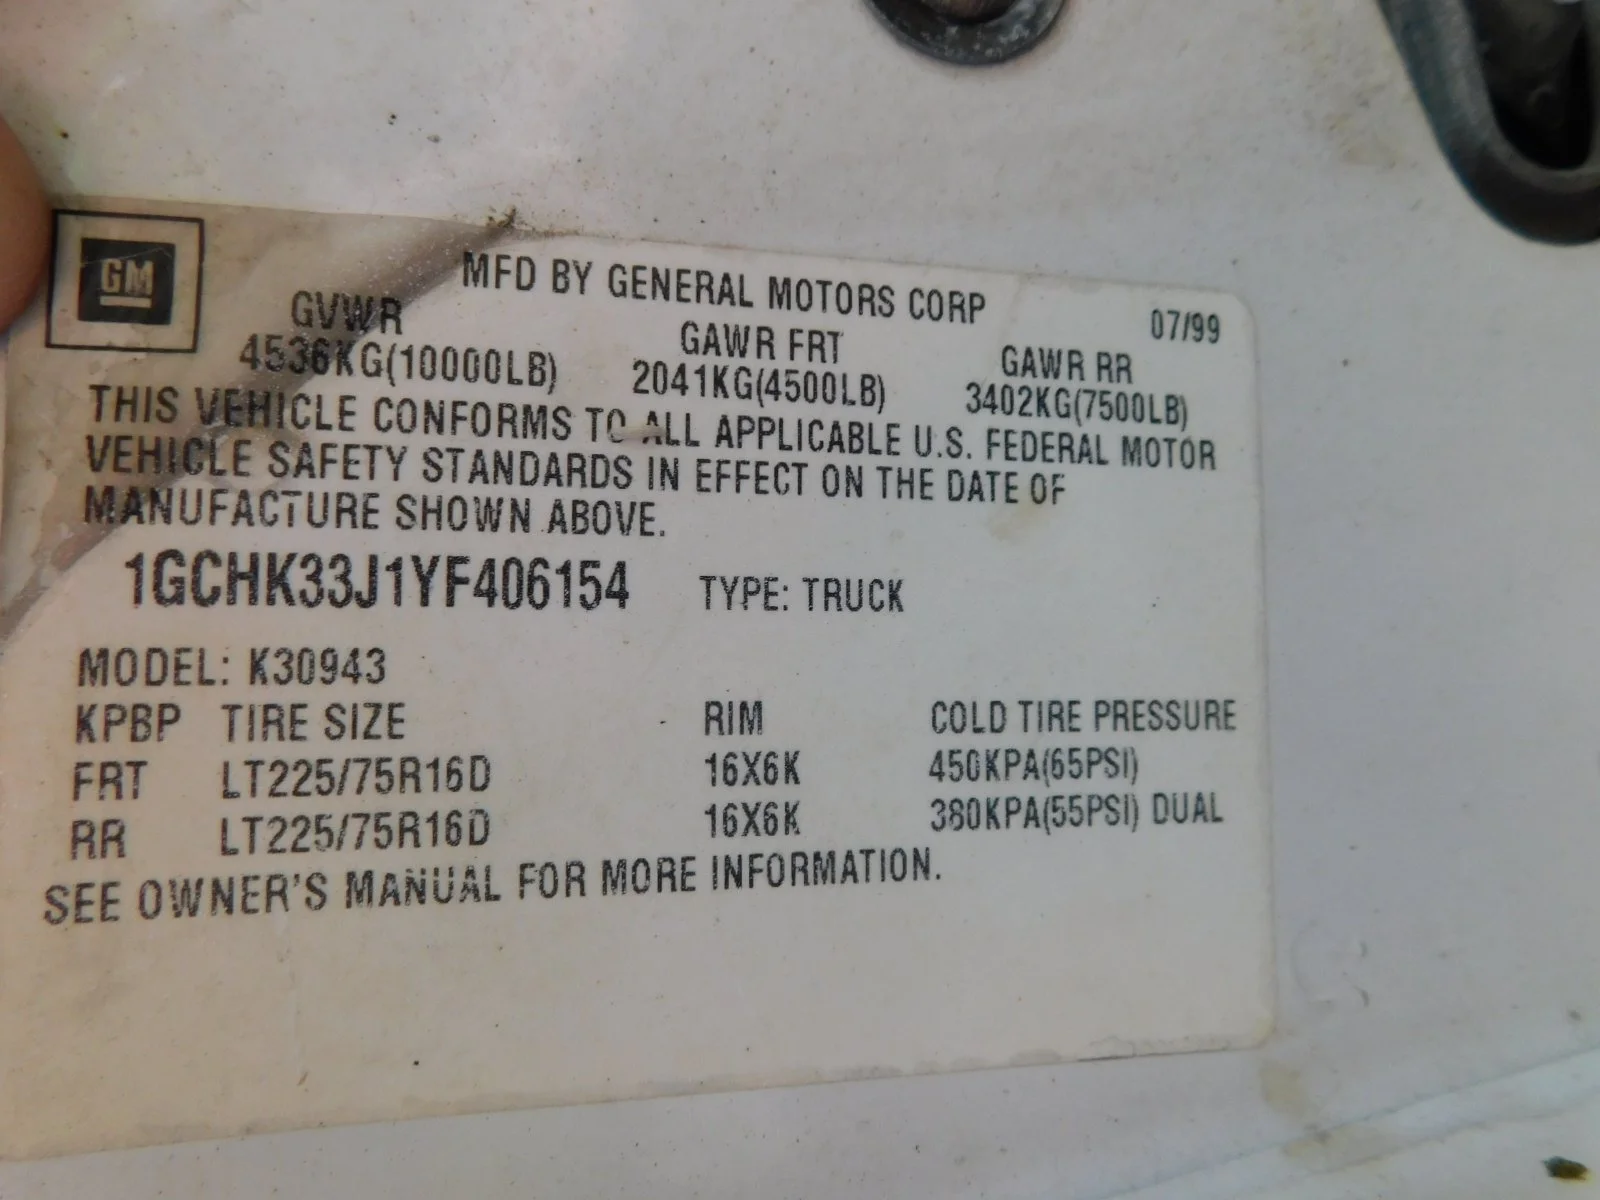 GM
MFD BY GENERAL MOTORS CORP 07/99
GVWR GAWR FRT GAWR RR
4536KG(10000LB) 2041KG(4500LB) 3402KG(7500LB)
THIS VEHICLE CONFORMS TO ALL APPLICABLE U.S. FEDERAL MOTOR
VEHICLE SAFETY STANDARDS IN EFFECT ON THE DATE OF
MANUFACTURE SHOWN ABOVE.
1GCHK33J1YF406154 TYPE: TRUCK
MODEL: K30943
KPBP TIRE SIZE RIM COLD TIRE PRESSURE
FRT LT225/75R16D 16X6K 450KPA(65PSI)
RR LT225/75R16D 16X6K 380KPA(55PSI) DUAL
SEE OWNER'S MANUAL FOR MORE INFORMATION.